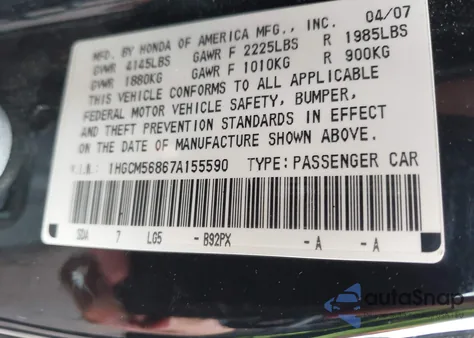 MFD. BY HONDA OF AMERICA MFG., INC. 04/07
GVWR 4145LBS GAWR F 2225LBS R 1985LBS
GVWR 1880KG GAWR F 1010KG R 900KG
THIS VEHICLE CONFORMS TO ALL APPLICABLE
FEDERAL MOTOR VEHICLE SAFETY, BUMPER,
AND THEFT PREVENTION STANDARDS IN EFFECT
ON THE DATE OF MANUFACTURE SHOWN ABOVE.
V.I.N.: 1HGCM56867A155590 TYPE: PASSENGER CAR
SDA 7 LG5 - B92PX - A - A
autoSnap